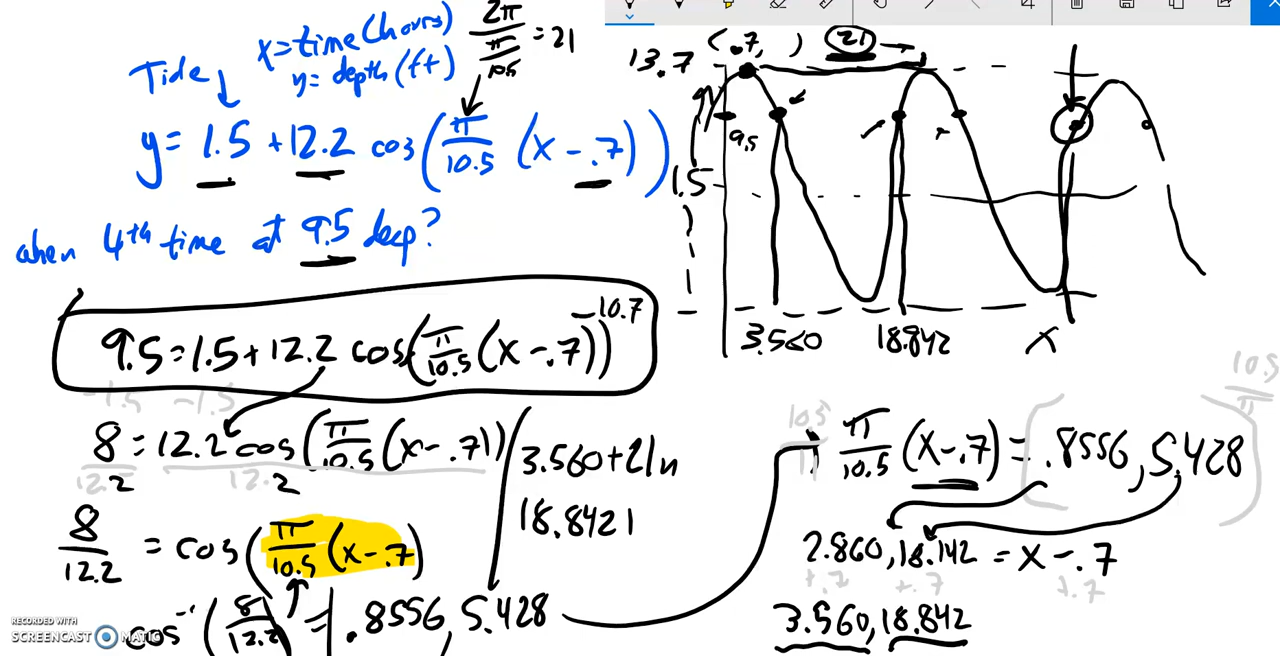 Tide
x = time (hours)
y = depth (ft)
2π / (π/10.5) = 21
y = 1.5 + 12.2 cos(π/10.5 (x - .7))
when 4th time at 9.5 deep?
9.5 = 1.5 + 12.2 cos(π/10.5 (x - .7))
-1.5 -1.5
8 = 12.2 cos(π/10.5 (x - .7))
12.2 12.2
8/12.2 = cos(π/10.5 (x - .7))
cos⁻¹(8/12.2) = .8556, 5.428
3.560 + 21n
18.842
13.7
(.7, )
21
9.5
1.5
-10.7
3.560
18.842
x
10.5/π
π/10.5 (x - .7) = .8556, 5.428
10.5/π
2.860, 18.142 = x - .7
+.7 +.7 +.7
3.560, 18.842
RECORDED WITH
SCREENCAST MATIC